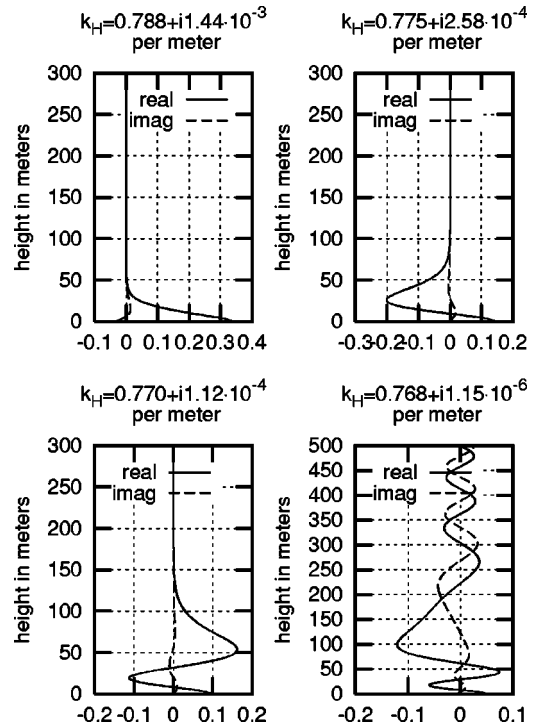 k_H=0.788+i1.44·10^-3
per meter
300
250
200
150
100
50
0
height in meters
real
imag
-0.1 0 0.1 0.2 0.3 0.4
k_H=0.775+i2.58·10^-4
per meter
300
250
200
150
100
50
0
height in meters
real
imag
-0.3-0.2-0.1 0 0.1 0.2
k_H=0.770+i1.12·10^-4
per meter
300
250
200
150
100
50
0
height in meters
real
imag
-0.2 -0.1 0 0.1 0.2
k_H=0.768+i1.15·10^-6
per meter
500
450
400
350
300
250
200
150
100
50
0
height in meters
real
imag
-0.2 -0.1 0 0.1